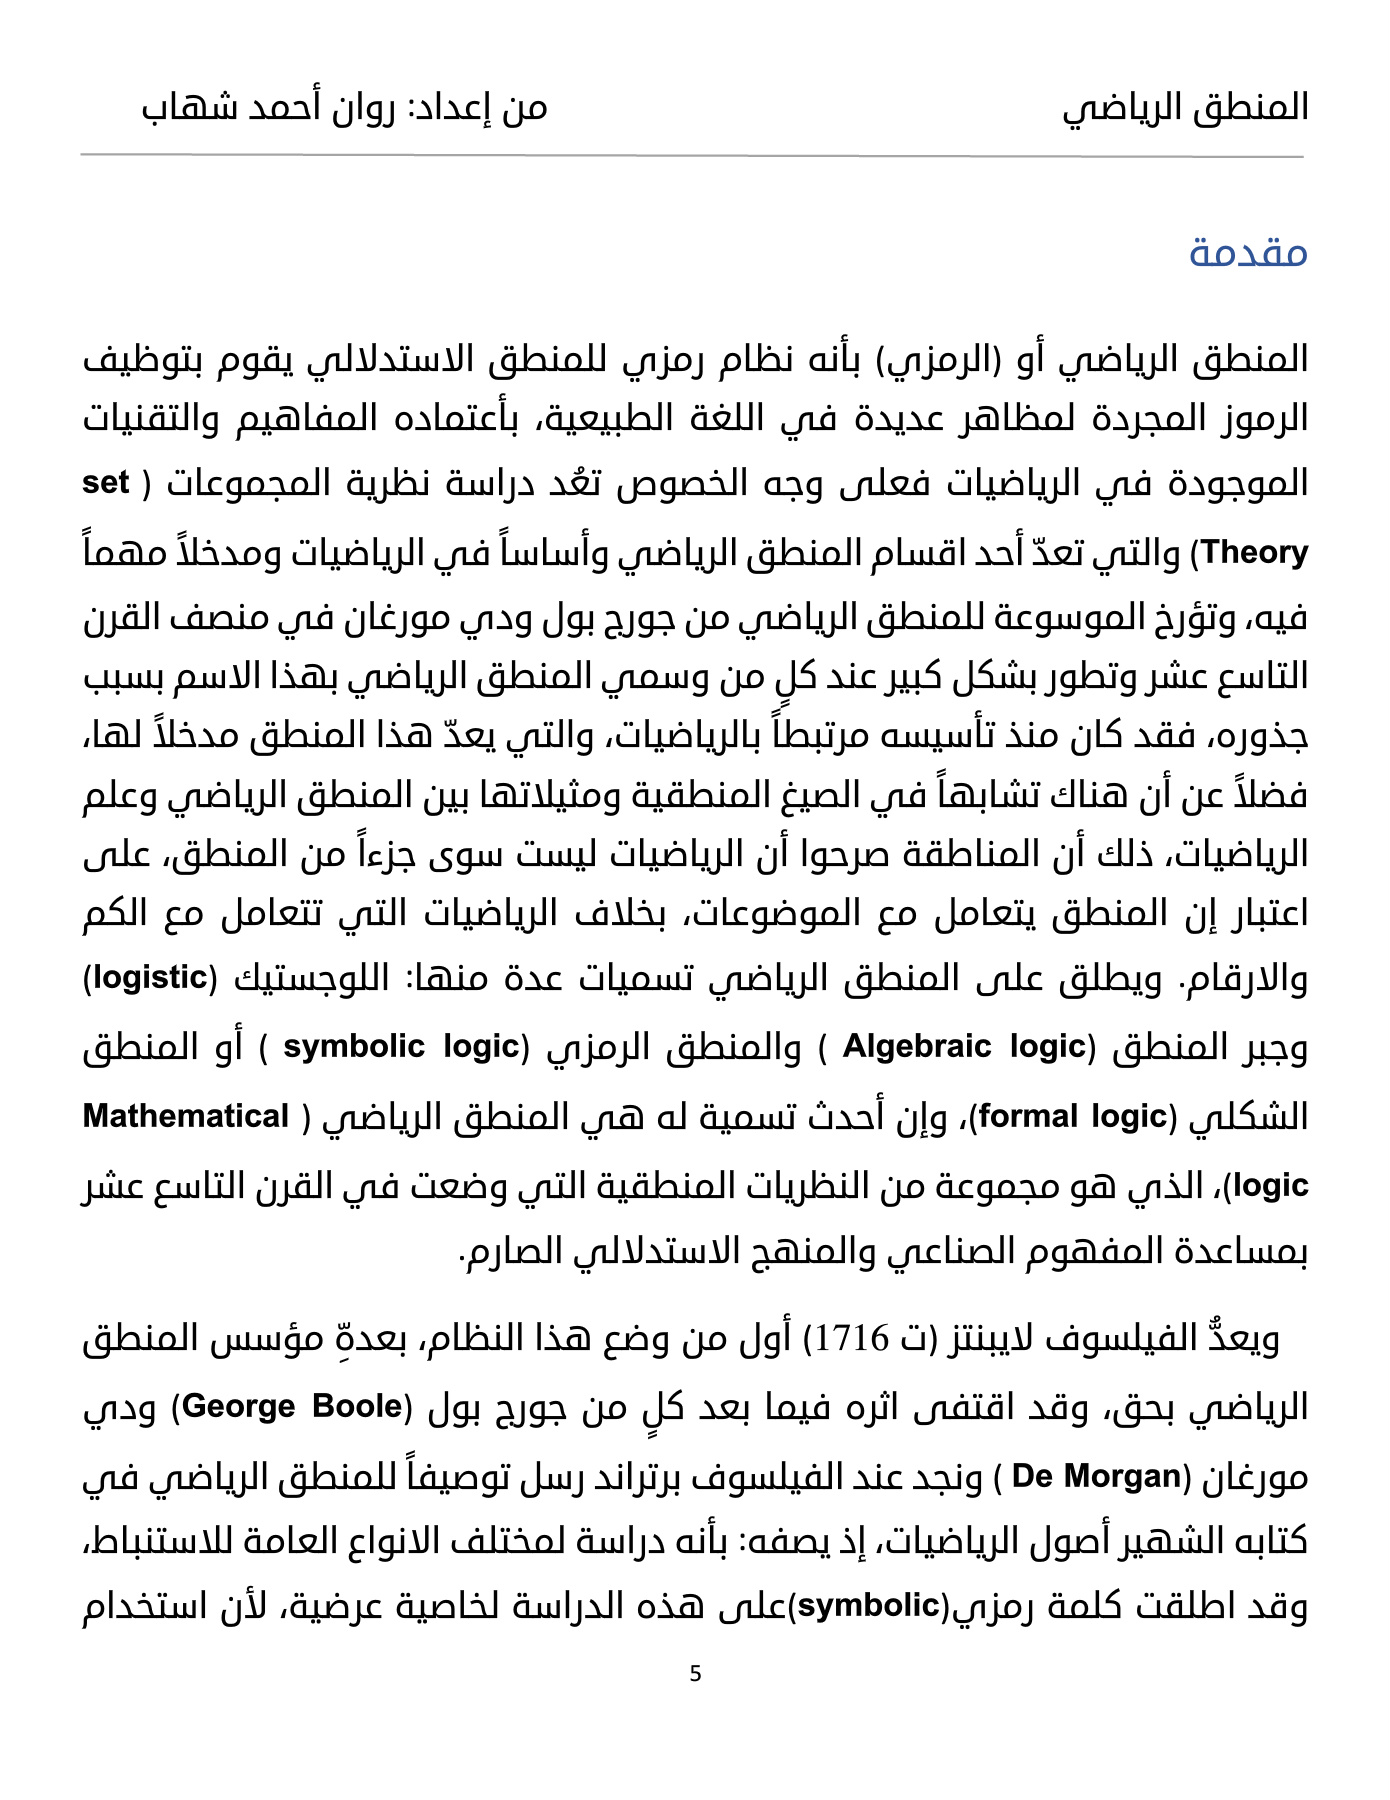 المنطق الرياضي من إعداد: روان أحمد شهاب
مقدمة
المنطق الرياضي أو (الرمزي) بأنه نظام رمزي للمنطق الاستدلالي يقوم بتوظيف
الرموز المجردة لمظاهر عديدة في اللغة الطبيعية، بأعتماده المفاهيم والتقنيات
الموجودة في الرياضيات فعلى وجه الخصوص تعُد دراسة نظرية المجموعات ( set
Theory) والتي تعدّ أحد اقسام المنطق الرياضي وأساساً في الرياضيات ومدخلاً مهماً
فيه، وتؤرخ الموسوعة للمنطق الرياضي من جورج بول ودي مورغان في منصف القرن
التاسع عشر وتطور بشكل كبير عند كلٍ من وسمي المنطق الرياضي بهذا الاسم بسبب
جذوره، فقد كان منذ تأسيسه مرتبطاً بالرياضيات، والتي يعدّ هذا المنطق مدخلاً لها،
فضلاً عن أن هناك تشابهاً في الصيغ المنطقية ومثيلاتها بين المنطق الرياضي وعلم
الرياضيات، ذلك أن المناطقة صرحوا أن الرياضيات ليست سوى جزءاً من المنطق، على
اعتبار إن المنطق يتعامل مع الموضوعات، بخلاف الرياضيات التي تتعامل مع الكم
والارقام. ويطلق على المنطق الرياضي تسميات عدة منها: اللوجستيك (logistic)
وجبر المنطق (Algebraic logic ) والمنطق الرمزي (symbolic logic ) أو المنطق
الشكلي (formal logic)، وإن أحدث تسمية له هي المنطق الرياضي ( Mathematical
logic)، الذي هو مجموعة من النظريات المنطقية التي وضعت في القرن التاسع عشر
بمساعدة المفهوم الصناعي والمنهج الاستدلالي الصارم.
ويعدُّ الفيلسوف لايبنتز (ت 1716) أول من وضع هذا النظام، بعدهِّ مؤسس المنطق
الرياضي بحق، وقد اقتفى اثره فيما بعد كلٍ من جورج بول (George Boole) ودي
مورغان (De Morgan ) ونجد عند الفيلسوف برتراند رسل توصيفاً للمنطق الرياضي في
كتابه الشهير أصول الرياضيات، إذ يصفه: بأنه دراسة لمختلف الانواع العامة للاستنباط،
وقد اطلقت كلمة رمزي(symbolic)على هذه الدراسة لخاصية عرضية، لأن استخدام
5